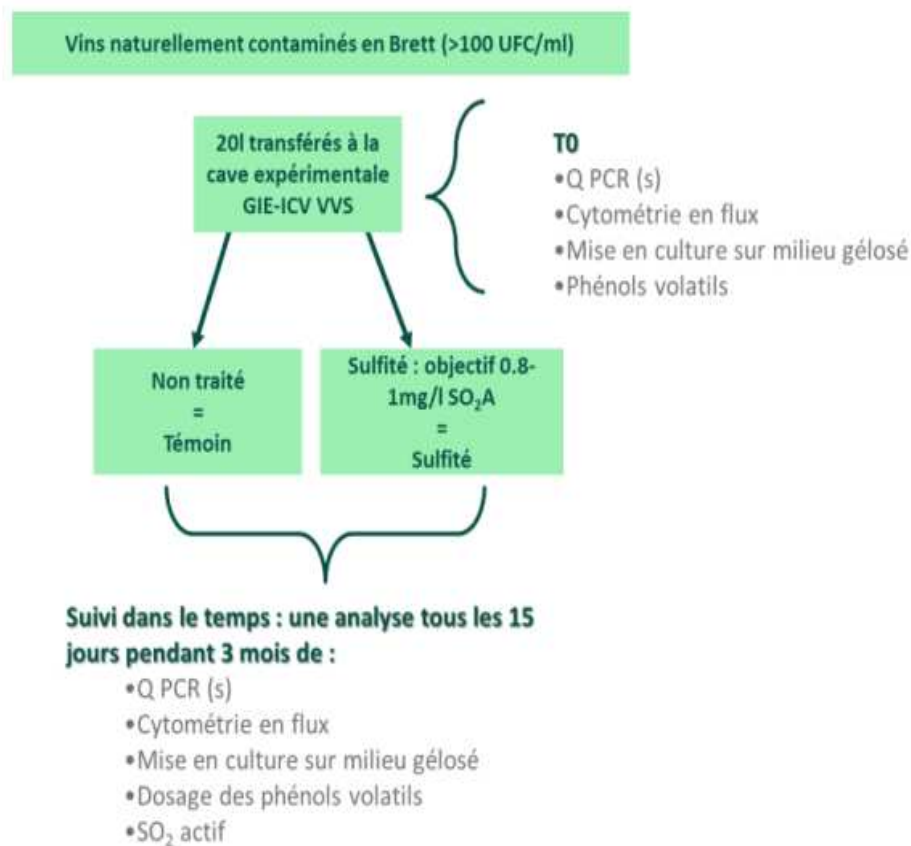 Vins naturellement contaminés en Brett (>100 UFC/ml)
20l transférés à la
cave expérimentale
GIE-ICV VVS
T0
•Q PCR (s)
•Cytométrie en flux
•Mise en culture sur milieu gélosé
•Phénols volatils
Non traité
=
Témoin
Sulfité : objectif 0.8-
1mg/l SO₂A
=
Sulfité
Suivi dans le temps : une analyse tous les 15
jours pendant 3 mois de :
•Q PCR (s)
•Cytométrie en flux
•Mise en culture sur milieu gélosé
•Dosage des phénols volatils
•SO₂ actif